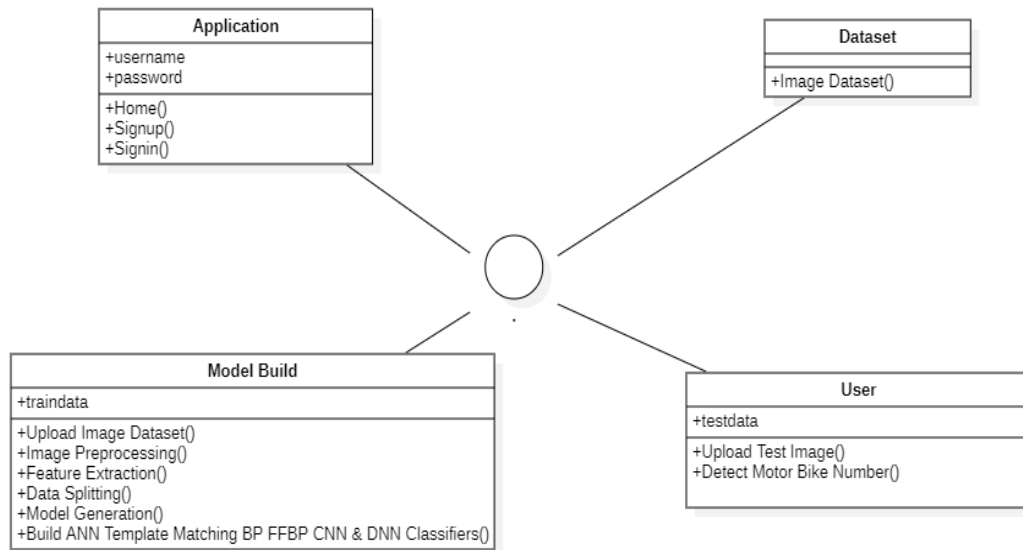 Application
+username
+password
+Home()
+Signup()
+Signin()
Dataset
+Image Dataset()
.
Model Build
+traindata
+Upload Image Dataset()
+Image Preprocessing()
+Feature Extraction()
+Data Splitting()
+Model Generation()
+Build ANN Template Matching BP FFBP CNN & DNN Classifiers()
User
+testdata
+Upload Test Image()
+Detect Motor Bike Number()